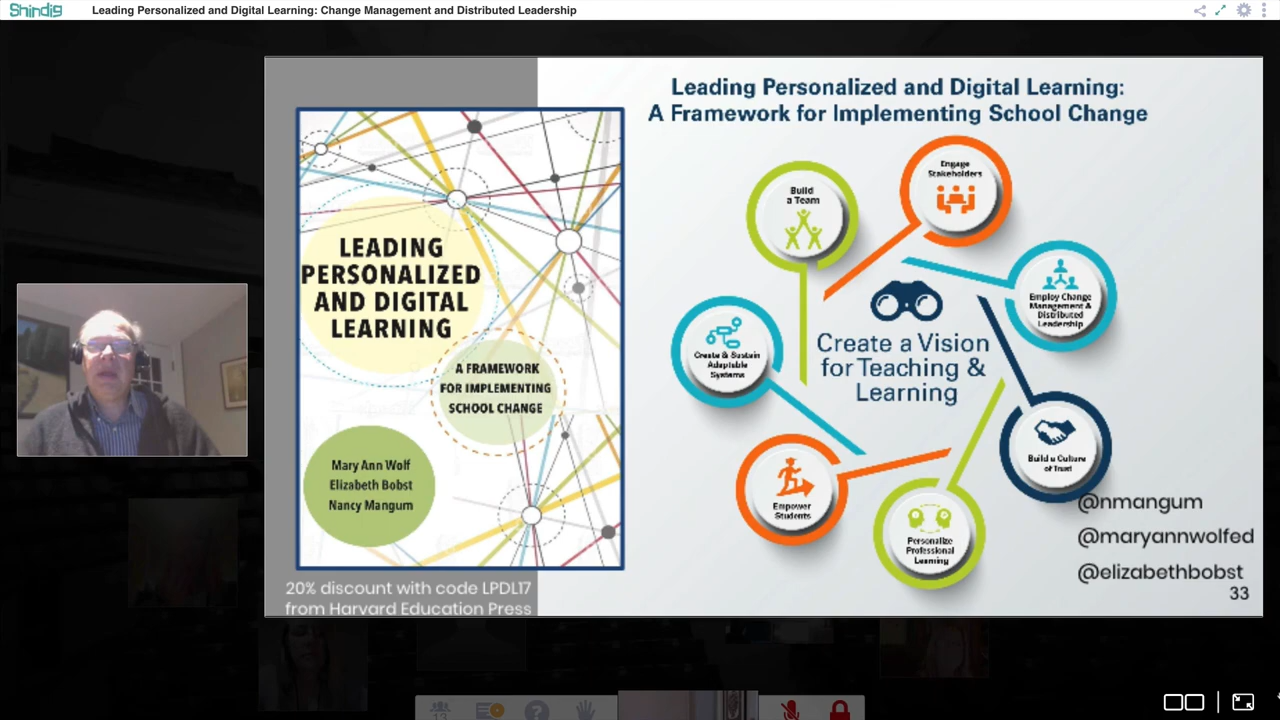 Shindig
Leading Personalized and Digital Learning: Change Management and Distributed Leadership
Leading Personalized and Digital Learning:
A Framework for Implementing School Change
LEADING
PERSONALIZED
AND DIGITAL
LEARNING
A FRAMEWORK
FOR IMPLEMENTING
SCHOOL CHANGE
Mary Ann Wolf
Elizabeth Bobst
Nancy Mangum
20% discount with code LPDL17
from Harvard Education Press
Build
a Team
Engage
Stakeholders
Employ Change
Management &
Distributed
Leadership
Create & Sustain
Adaptable
Systems
Create a Vision
for Teaching &
Learning
Build a Culture
of Trust
Empower
Students
Personalize
Professional
Learning
@nmangum
@maryannwolfed
@elizabethbobst
33
13